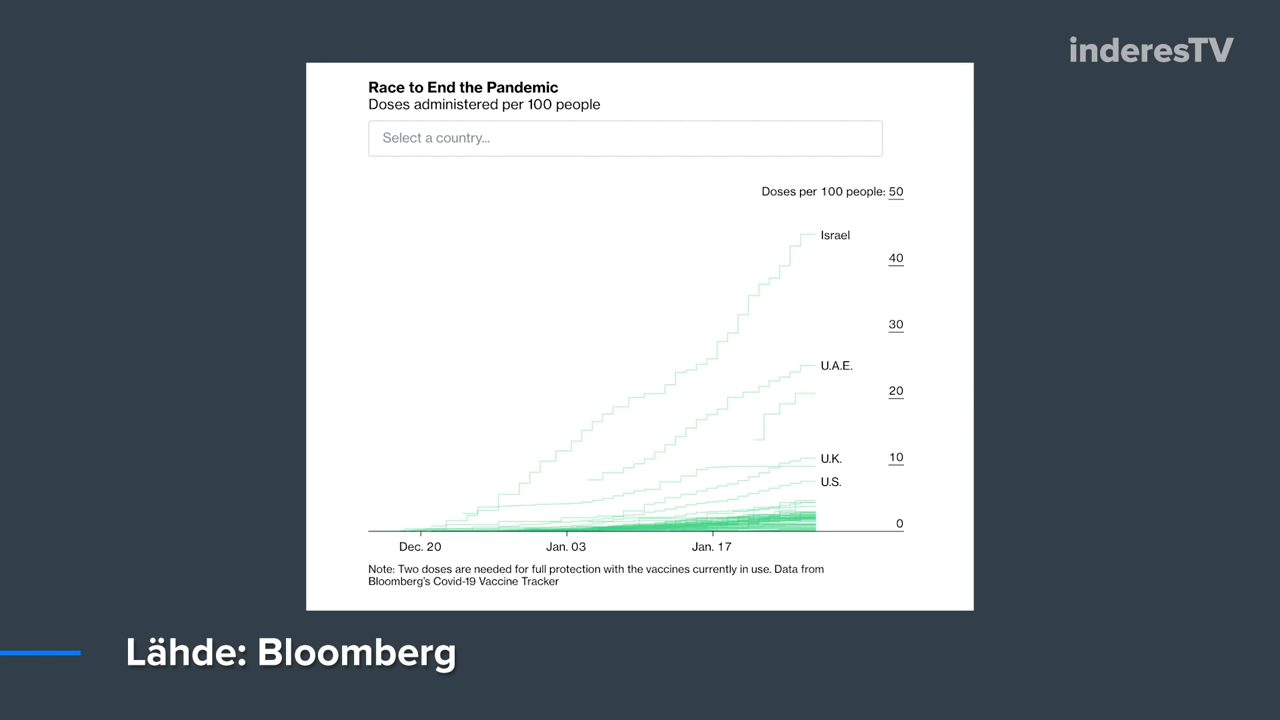 inderesTV
Race to End the Pandemic
Doses administered per 100 people
Select a country...
Doses per 100 people: 50
Israel
40
30
U.A.E.
20
U.K.
10
U.S.
0
Dec. 20
Jan. 03
Jan. 17
Note: Two doses are needed for full protection with the vaccines currently in use. Data from
Bloomberg's Covid-19 Vaccine Tracker
Lähde: Bloomberg